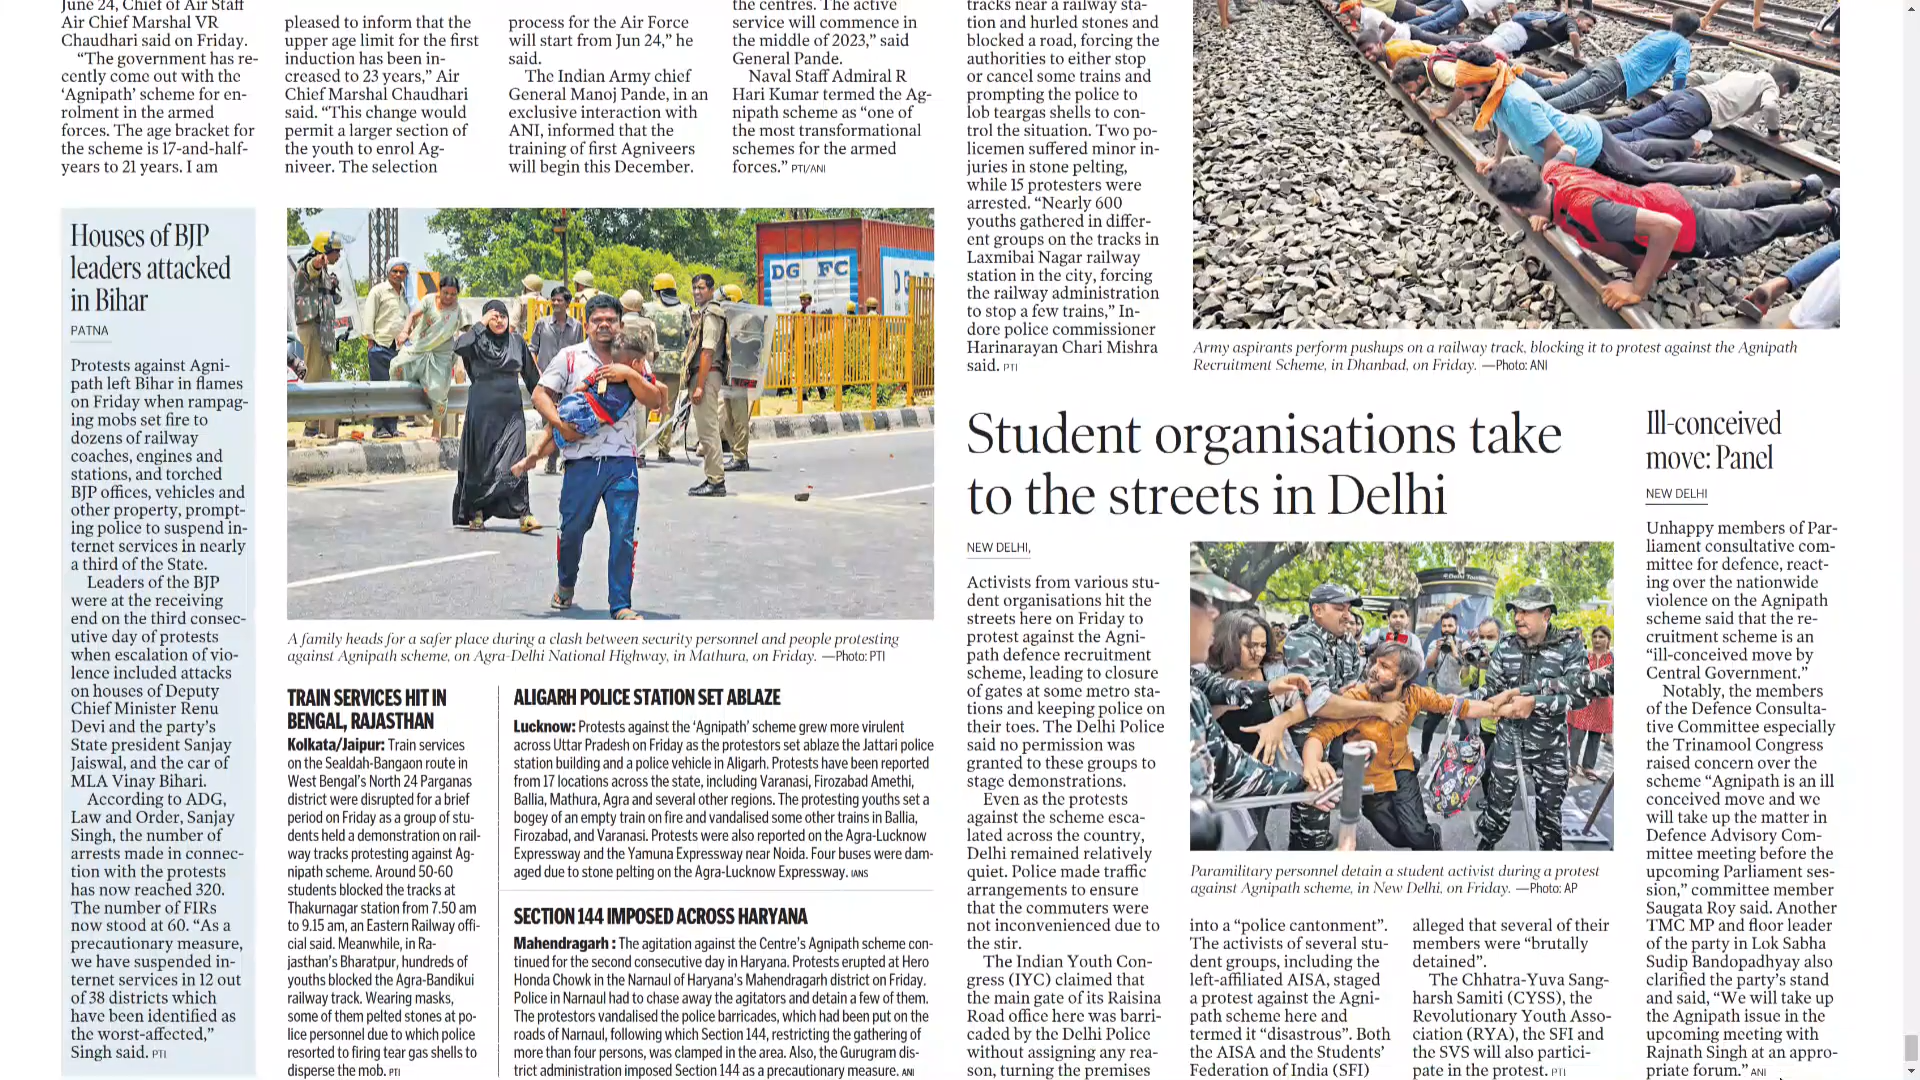 June 24, Chief of Air Staff
Air Chief Marshal VR
Chaudhari said on Friday.
“The government has re-
cently come out with the
‘Agnipath’ scheme for en-
rolment in the armed
forces. The age bracket for
the scheme is 17-and-half-
years to 21 years. I am
pleased to inform that the
upper age limit for the first
induction has been in-
creased to 23 years,” Air
Chief Marshal Chaudhari
said. “This change would
permit a larger section of
the youth to enrol Ag-
niveer. The selection
process for the Air Force
will start from Jun 24,” he
said.
The Indian Army chief
General Manoj Pande, in an
exclusive interaction with
ANI, informed that the
training of first Agniveers
will begin this December.
the centres. The active
service will commence in
the middle of 2023,” said
General Pande.
Naval Staff Admiral R
Hari Kumar termed the Ag-
nipath scheme as “one of
the most transformational
schemes for the armed
forces.” PTI/ANI
tracks near a railway sta-
tion and hurled stones and
blocked a road, forcing the
authorities to either stop
or cancel some trains and
prompting the police to
lob teargas shells to con-
trol the situation. Two po-
licemen suffered minor in-
juries in stone pelting,
while 15 protesters were
arrested. “Nearly 600
youths gathered in differ-
ent groups on the tracks in
Laxmibai Nagar railway
station in the city, forcing
the railway administration
to stop a few trains,” In-
dore police commissioner
Harinarayan Chari Mishra
said. PTI
Army aspirants perform pushups on a railway track, blocking it to protest against the Agnipath
Recruitment Scheme, in Dhanbad, on Friday. —Photo: ANI
Houses of BJP
leaders attacked
in Bihar
PATNA
Protests against Agni-
path left Bihar in flames
on Friday when rampag-
ing mobs set fire to
dozens of railway
coaches, engines and
stations, and torched
BJP offices, vehicles and
other property, prompt-
ing police to suspend in-
ternet services in nearly
a third of the State.
Leaders of the BJP
were at the receiving
end on the third consec-
utive day of protests
when escalation of vio-
lence included attacks
on houses of Deputy
Chief Minister Renu
Devi and the party’s
State president Sanjay
Jaiswal, and the car of
MLA Vinay Bihari.
According to ADG,
Law and Order, Sanjay
Singh, the number of
arrests made in connec-
tion with the protests
has now reached 320.
The number of FIRs
now stood at 60. “As a
precautionary measure,
we have suspended in-
ternet services in 12 out
of 38 districts which
have been identified as
the worst-affected,”
Singh said. PTI
DG FC
A family heads for a safer place during a clash between security personnel and people protesting
against Agnipath scheme, on Agra-Delhi National Highway, in Mathura, on Friday. —Photo: PTI
TRAIN SERVICES HIT IN
BENGAL, RAJASTHAN
Kolkata/Jaipur: Train services
on the Sealdah-Bangaon route in
West Bengal’s North 24 Parganas
district were disrupted for a brief
period on Friday as a group of stu-
dents held a demonstration on rail-
way tracks protesting against Ag-
nipath scheme. Around 50-60
students blocked the tracks at
Thakurnagar station from 7.50 am
to 9.15 am, an Eastern Railway offi-
cial said. Meanwhile, in Ra-
jasthan’s Bharatpur, hundreds of
youths blocked the Agra-Bandikui
railway track. Wearing masks,
some of them pelted stones at po-
lice personnel due to which police
resorted to firing tear gas shells to
disperse the mob. PTI
ALIGARH POLICE STATION SET ABLAZE
Lucknow: Protests against the ‘Agnipath’ scheme grew more virulent
across Uttar Pradesh on Friday as the protestors set ablaze the Jattari police
station building and a police vehicle in Aligarh. Protests have been reported
from 17 locations across the state, including Varanasi, Firozabad Amethi,
Ballia, Mathura, Agra and several other regions. The protesting youths set a
bogey of an empty train on fire and vandalised some other trains in Ballia,
Firozabad, and Varanasi. Protests were also reported on the Agra-Lucknow
Expressway and the Yamuna Expressway near Noida. Four buses were dam-
aged due to stone pelting on the Agra-Lucknow Expressway. IANS
SECTION 144 IMPOSED ACROSS HARYANA
Mahendragarh : The agitation against the Centre’s Agnipath scheme con-
tinued for the second consecutive day in Haryana. Protests erupted at Hero
Honda Chowk in the Narnaul of Haryana’s Mahendragarh district on Friday.
Police in Narnaul had to chase away the agitators and detain a few of them.
The protestors vandalised the police barricades, which had been put on the
roads of Narnaul, following which Section 144, restricting the gathering of
more than four persons, was clamped in the area. Also, the Gurugram dis-
trict administration imposed Section 144 as a precautionary measure. ANI
Student organisations take
to the streets in Delhi
NEW DELHI,
Activists from various stu-
dent organisations hit the
streets here on Friday to
protest against the Agni-
path defence recruitment
scheme, leading to closure
of gates at some metro sta-
tions and keeping police on
their toes. The Delhi Police
said no permission was
granted to these groups to
stage demonstrations.
Even as the protests
against the scheme esca-
lated across the country,
Delhi remained relatively
quiet. Police made traffic
arrangements to ensure
that the commuters were
not inconvenienced due to
the stir.
The Indian Youth Con-
gress (IYC) claimed that
the main gate of its Raisina
Road office here was barri-
caded by the Delhi Police
without assigning any rea-
son, turning the premises
Paramilitary personnel detain a student activist during a protest
against Agnipath scheme, in New Delhi, on Friday. —Photo: AP
into a “police cantonment”.
The activists of several stu-
dent groups, including the
left-affiliated AISA, staged
a protest against the Agni-
path scheme here and
termed it “disastrous”. Both
the AISA and the Students’
Federation of India (SFI)
alleged that several of their
members were “brutally
detained”.
The Chhatra-Yuva Sang-
harsh Samiti (CYSS), the
Revolutionary Youth Asso-
ciation (RYA), the SFI and
the SVS will also partici-
pate in the protest. PTI
Ill-conceived
move: Panel
NEW DELHI
Unhappy members of Par-
liament consultative com-
mittee for defence, react-
ing over the nationwide
violence on the Agnipath
scheme said that the re-
cruitment scheme is an
“ill-conceived move by
Central Government.”
Notably, the members
of the Defence Consulta-
tive Committee especially
the Trinamool Congress
raised concern over the
scheme “Agnipath is an ill
conceived move and we
will take up the matter in
Defence Advisory Com-
mittee meeting before the
upcoming Parliament ses-
sion,” committee member
Saugata Roy said. Another
TMC MP and floor leader
of the party in Lok Sabha
Sudip Bandopadhyay also
clarified the party’s stand
and said, “We will take up
the Agnipath issue in the
upcoming meeting with
Rajnath Singh at an appro-
priate forum.” ANI